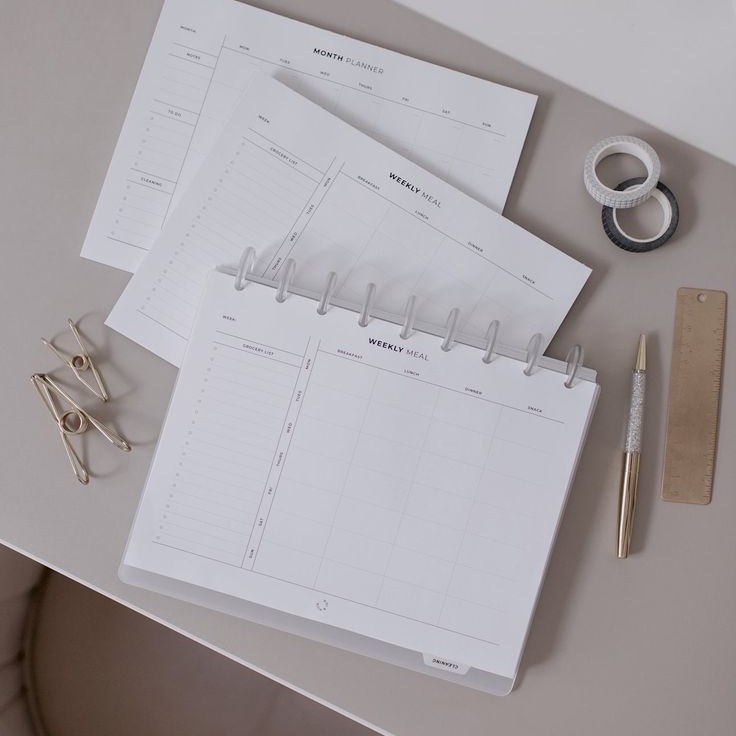 MONTH PLANNER
MONTH:
NOTES
MON TUES WED THURS FRI SAT SUN
TO-DO
CLEANING
WEEKLY MEAL
WEEK:
GROCERY LIST
BREAKFAST LUNCH DINNER SNACK
TUES
WED
THURS
WEEKLY MEAL
WEEK:
GROCERY LIST
BREAKFAST LUNCH DINNER SNACK
MON
TUES
WED
THURS
FRI
SAT
SUN
CLEANING